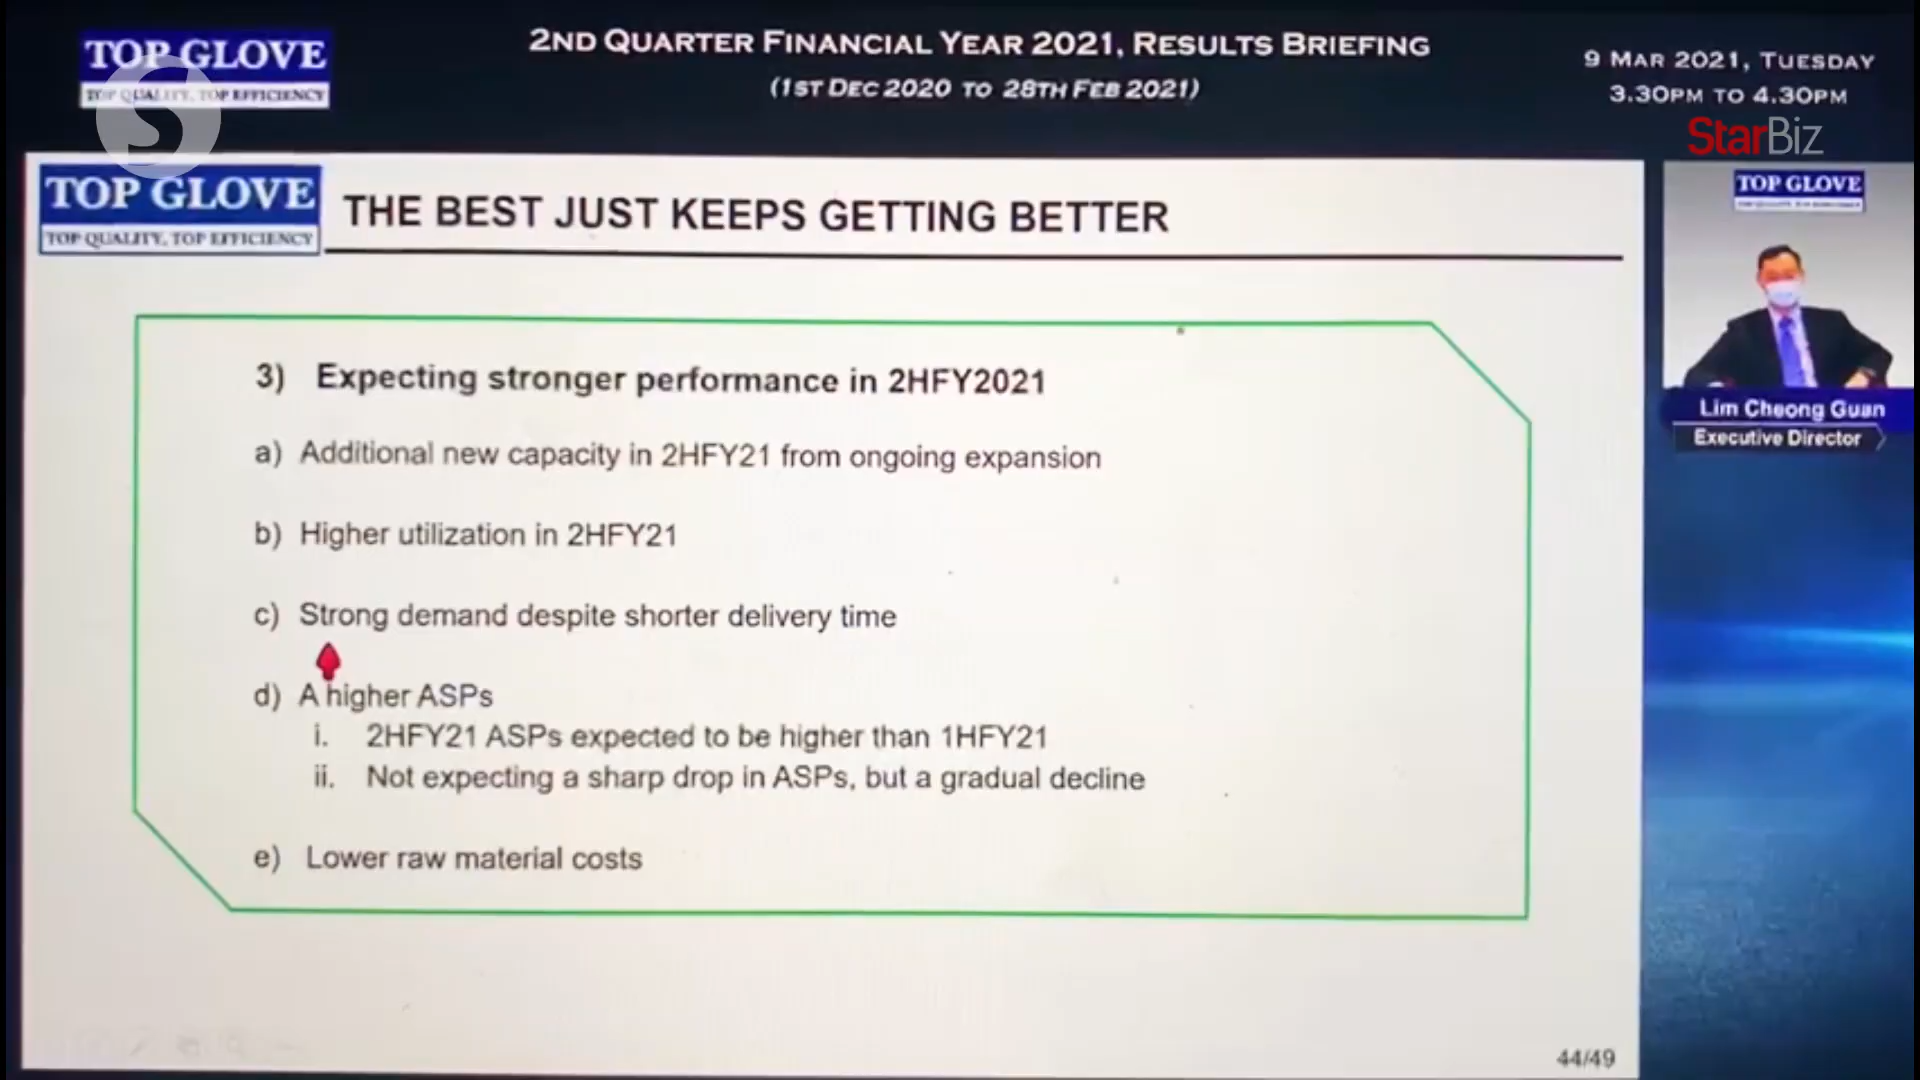 TOP GLOVE
TOP QUALITY, TOP EFFICIENCY
S
2ND QUARTER FINANCIAL YEAR 2021, RESULTS BRIEFING
(1ST DEC 2020 TO 28TH FEB 2021)
9 MAR 2021, TUESDAY
3.30PM TO 4.30PM
StarBiz
TOP GLOVE
TOP QUALITY, TOP EFFICIENCY
THE BEST JUST KEEPS GETTING BETTER
3) Expecting stronger performance in 2HFY2021
a) Additional new capacity in 2HFY21 from ongoing expansion
b) Higher utilization in 2HFY21
c) Strong demand despite shorter delivery time
d) A higher ASPs
i. 2HFY21 ASPs expected to be higher than 1HFY21
ii. Not expecting a sharp drop in ASPs, but a gradual decline
e) Lower raw material costs
44/49
TOP GLOVE
Lim Cheong Guan
Executive Director